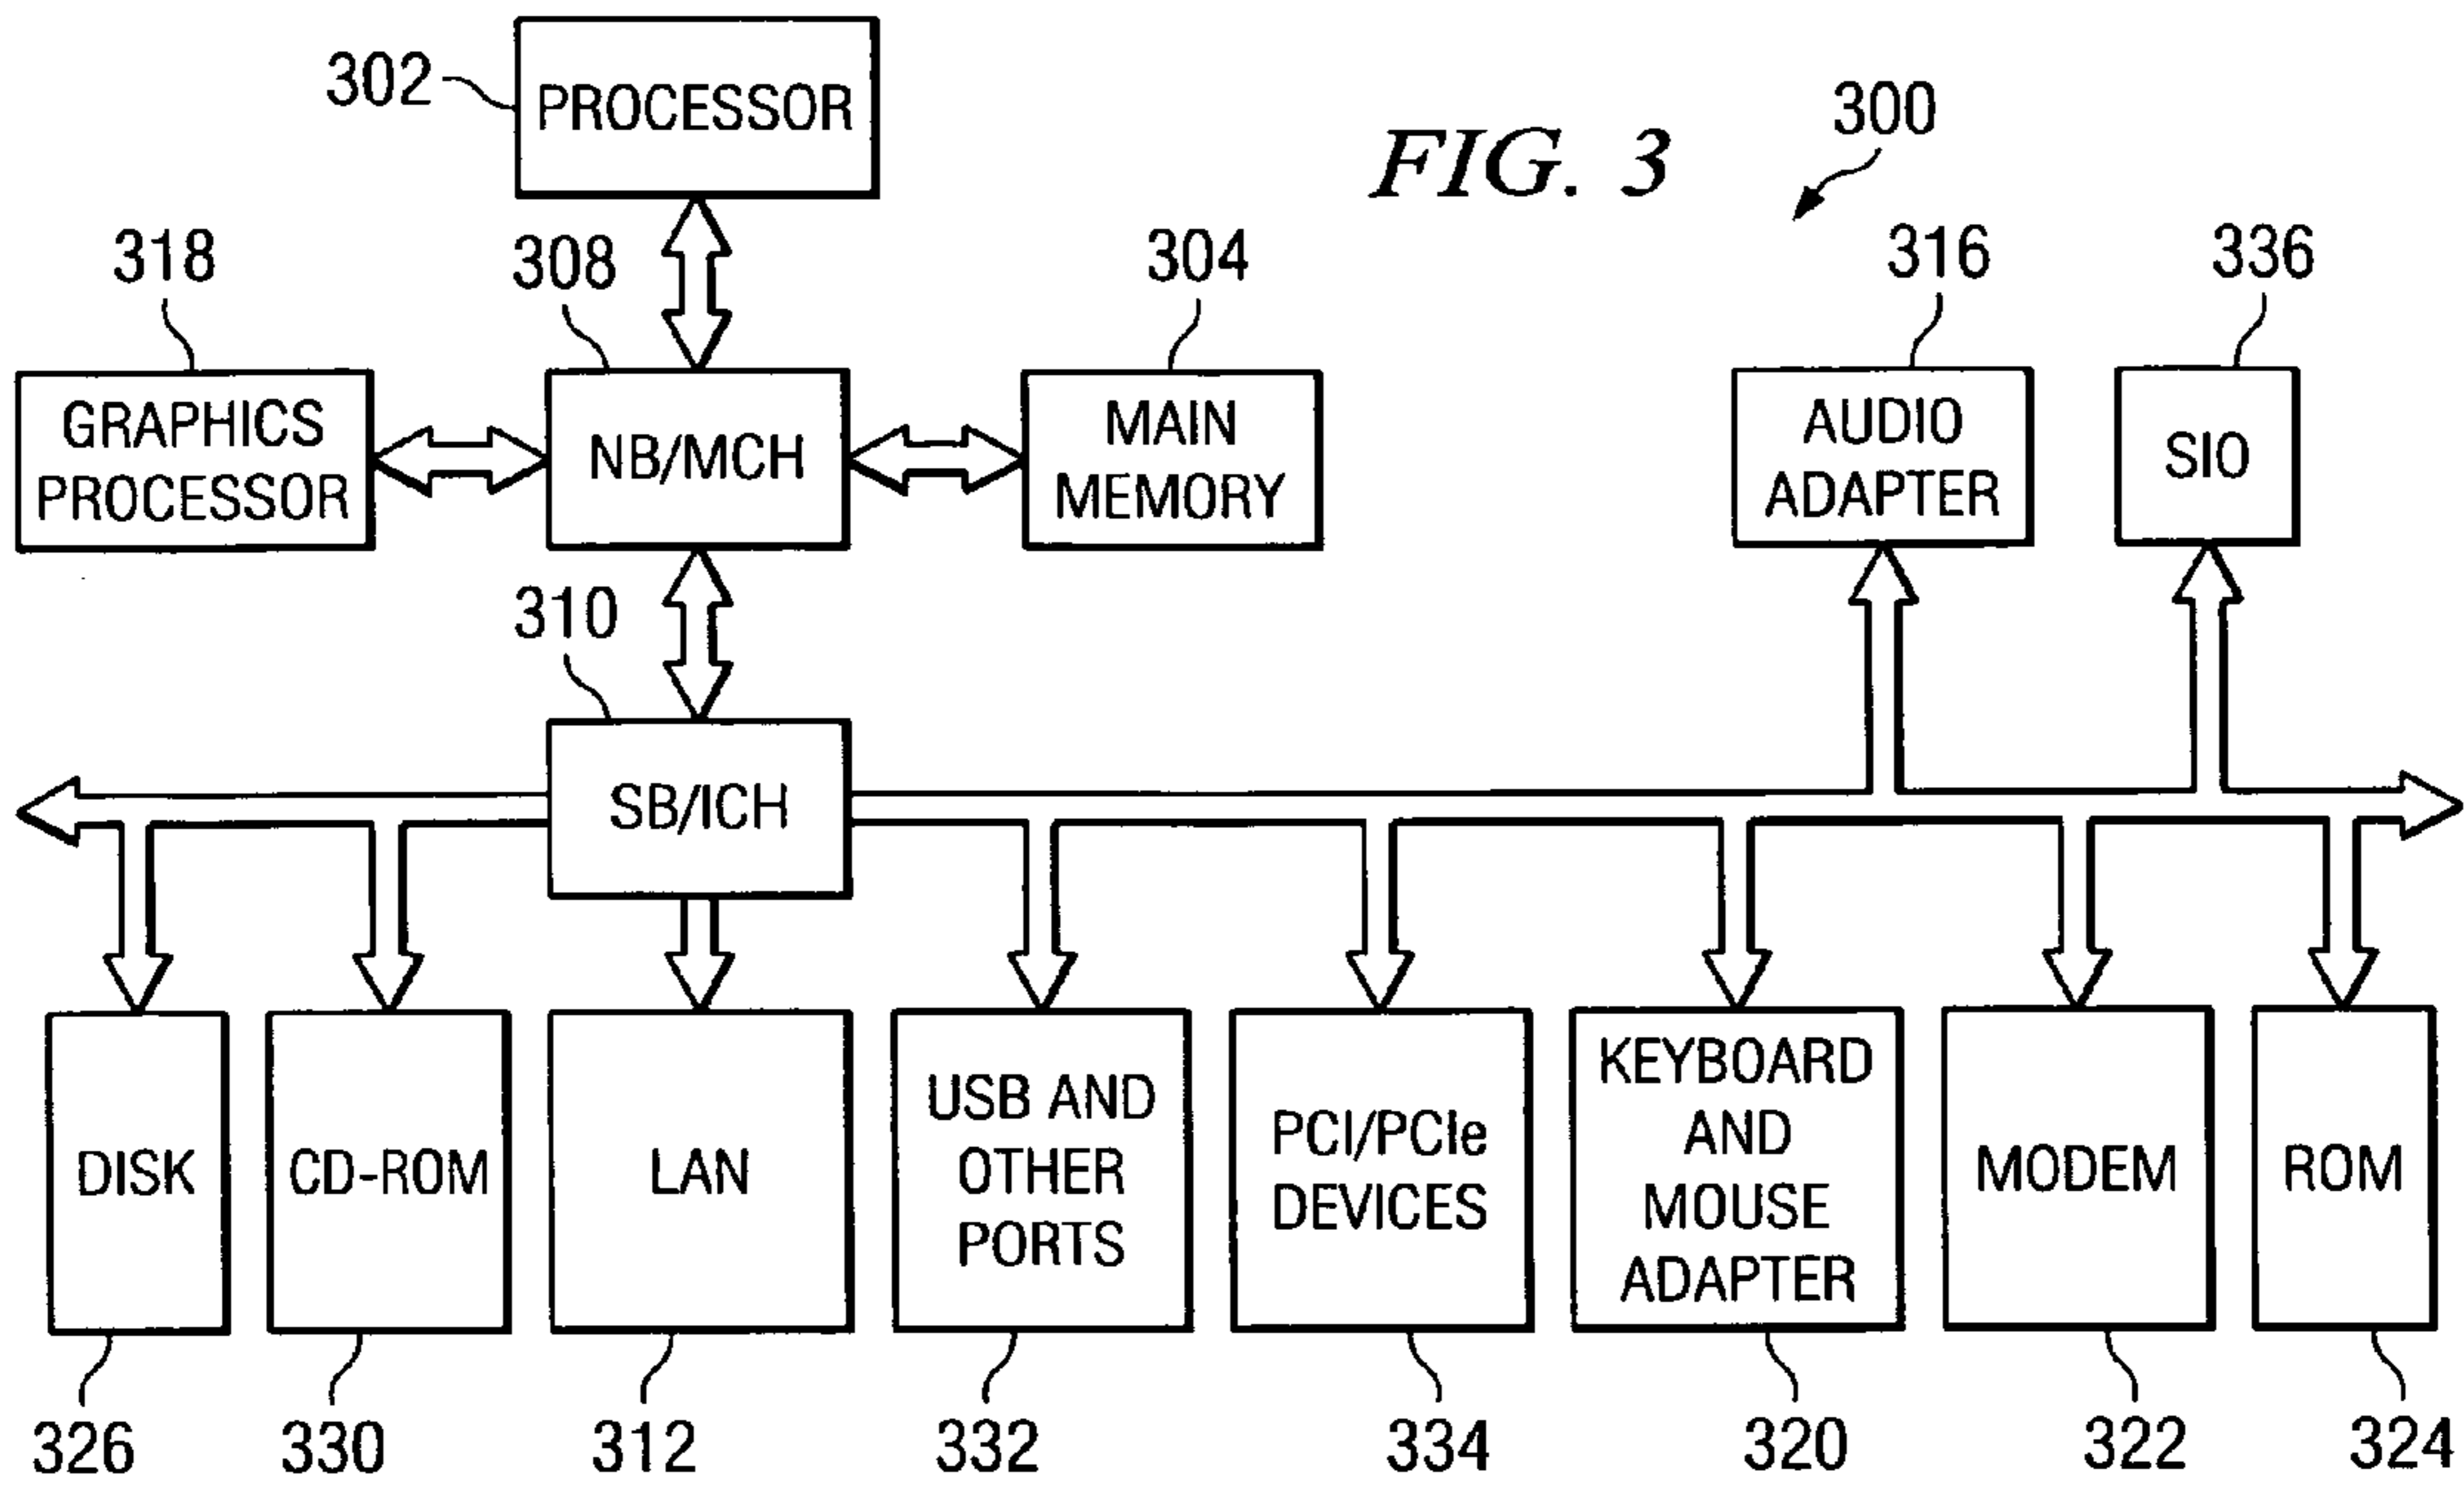 302
PROCESSOR
FIG. 3
300
318
308
304
316
336
GRAPHICS
PROCESSOR
NB/MCH
MAIN
MEMORY
AUDIO
ADAPTER
SIO
310
SB/ICH
DISK
CD-ROM
LAN
USB AND
OTHER
PORTS
PCI/PCIe
DEVICES
KEYBOARD
AND
MOUSE
ADAPTER
MODEM
ROM
326
330
312
332
334
320
322
324